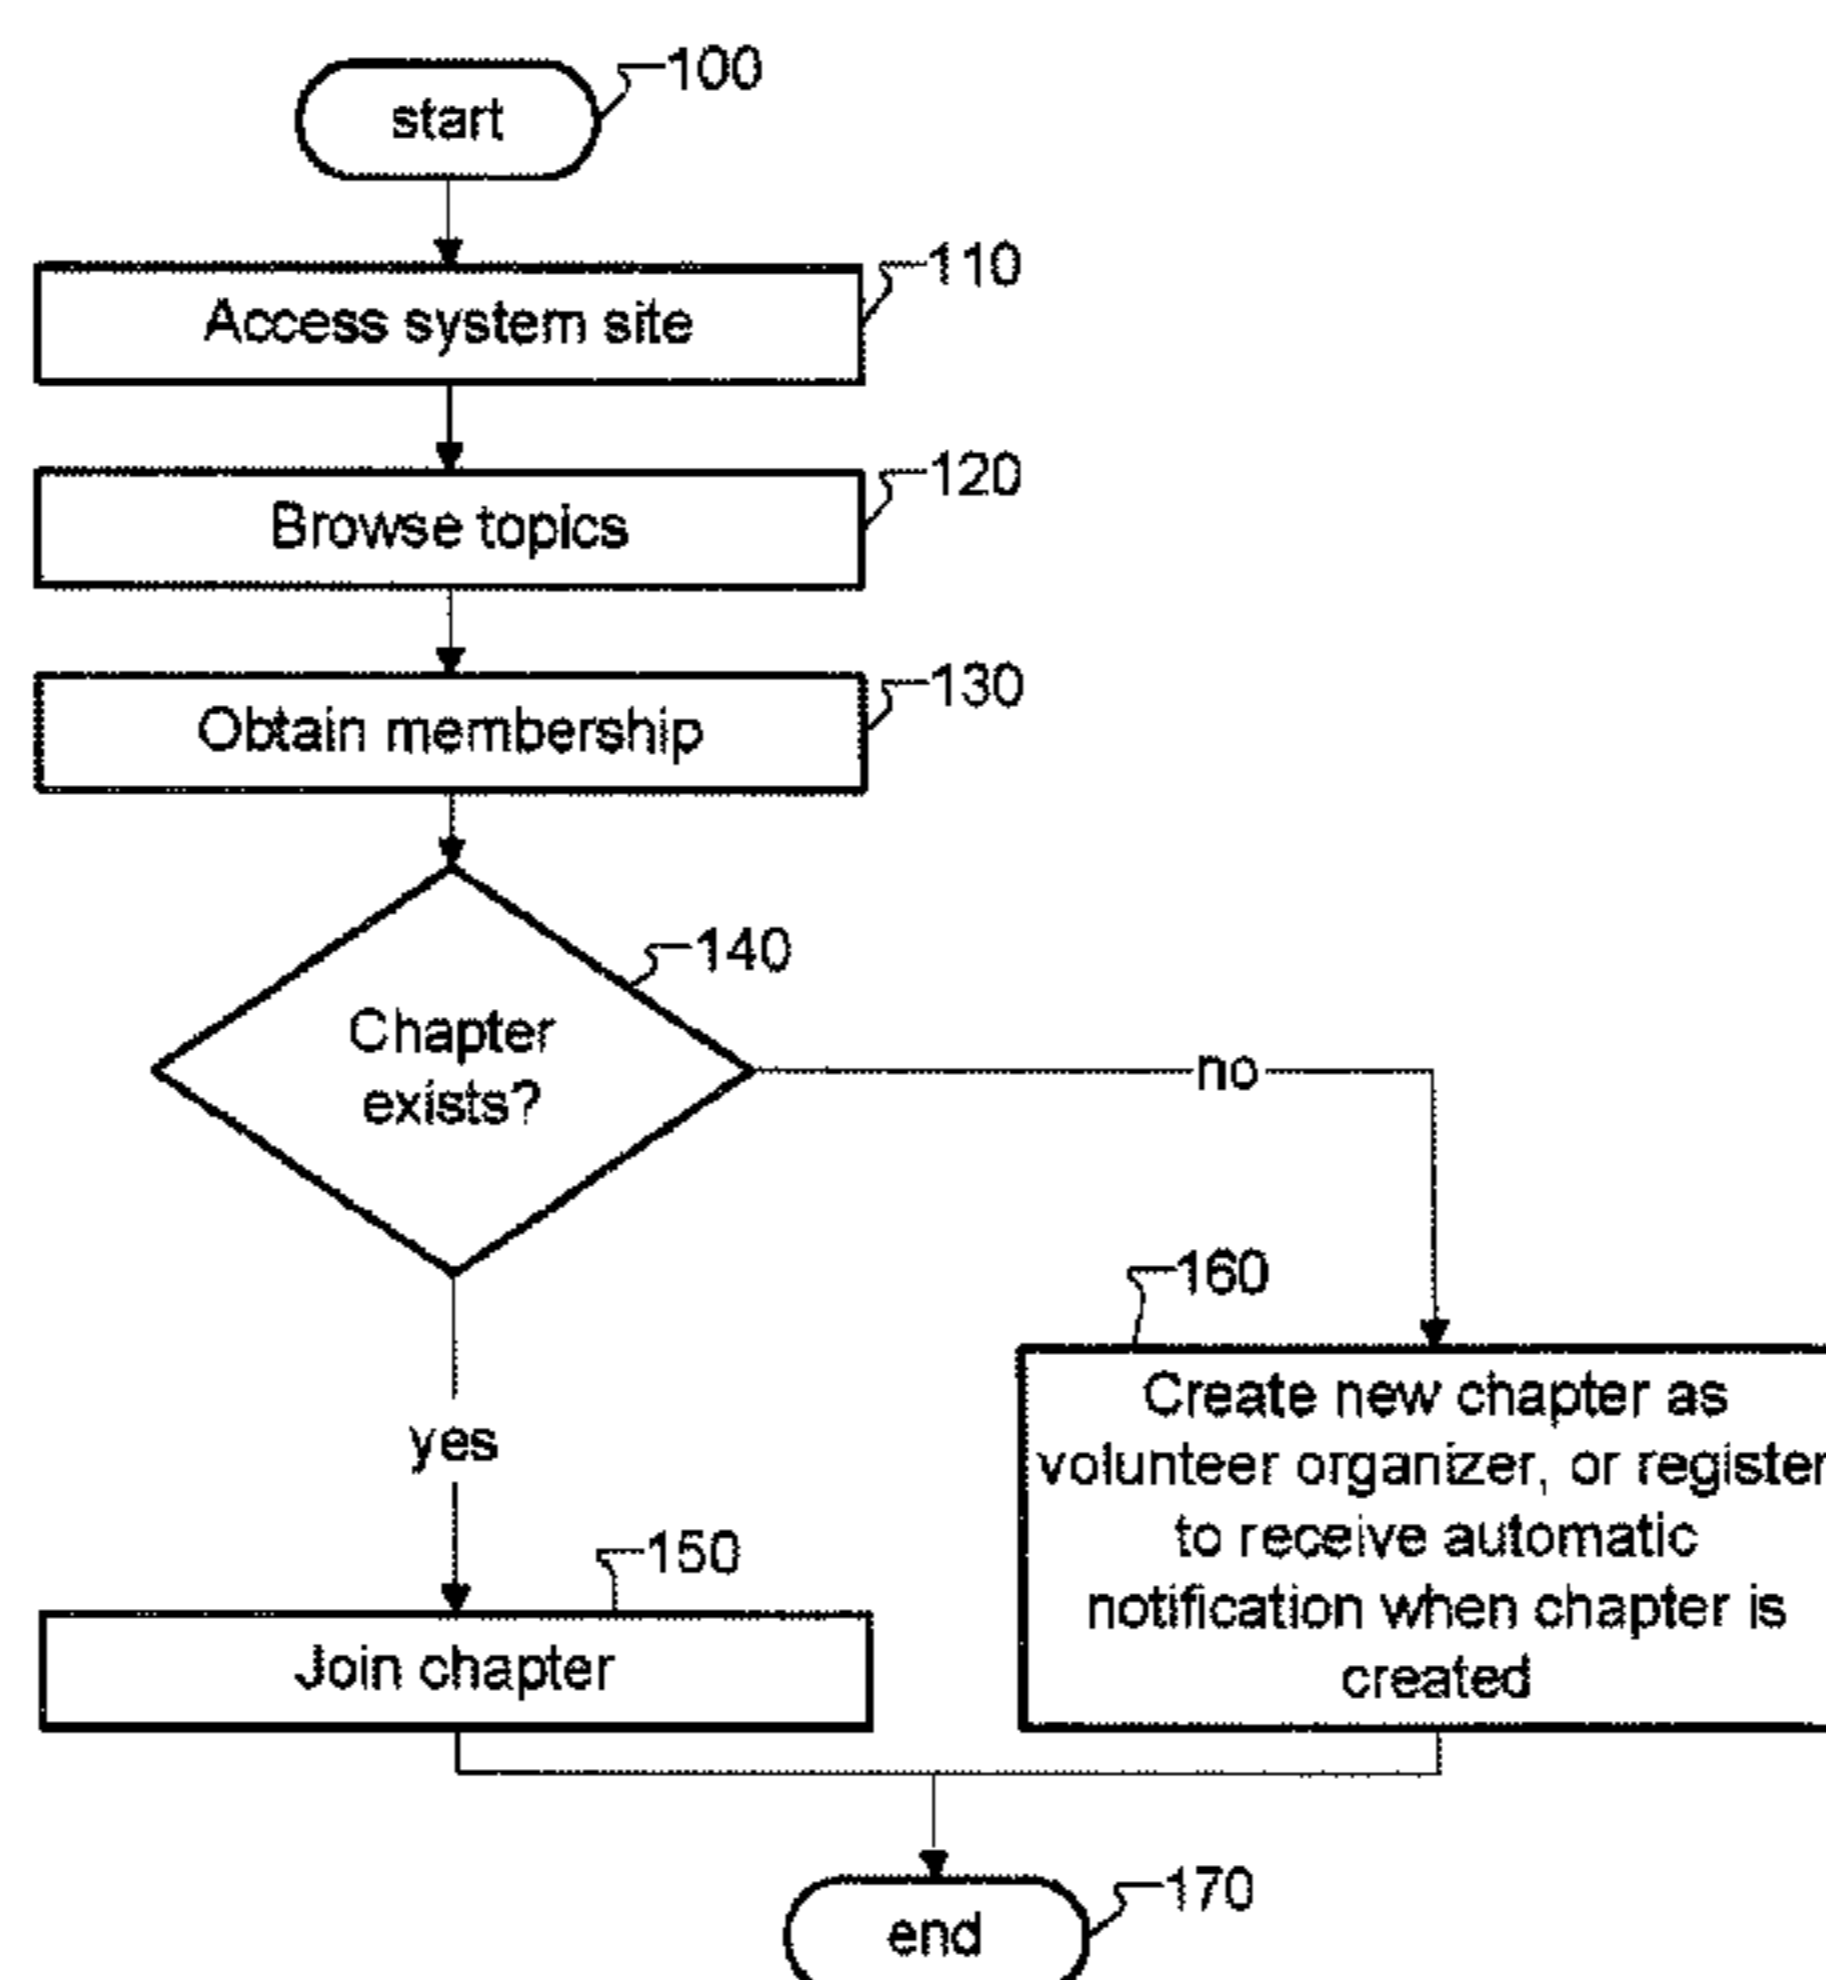 100
start
110
Access system site
120
Browse topics
130
Obtain membership
140
Chapter
exists?
no
160
Create new chapter as
volunteer organizer, or register
to receive automatic
notification when chapter is
created
yes
150
Join chapter
170
end